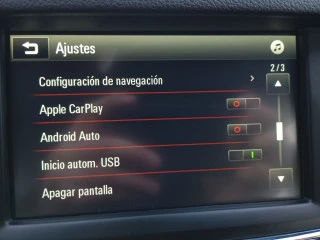 Ajustes
2/3
Configuración de navegación
Apple CarPlay
Android Auto
Inicio autom. USB
Apagar pantalla